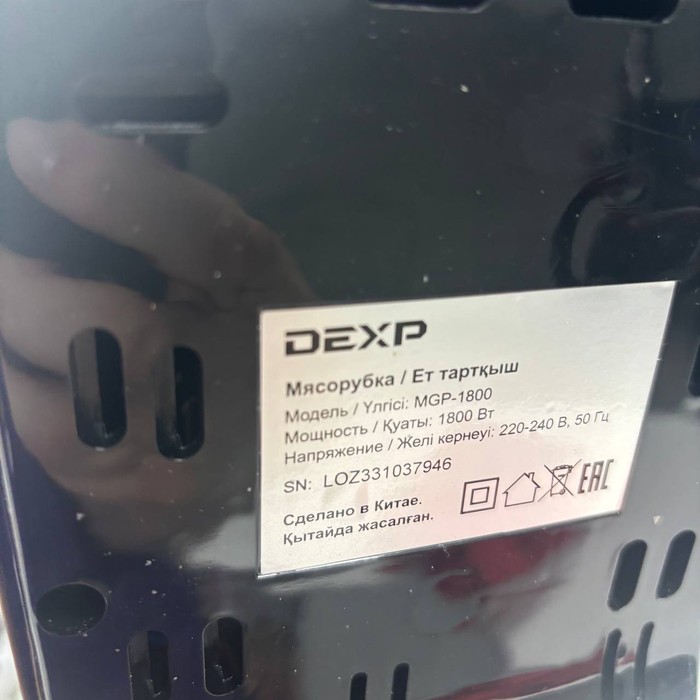 DEXP
Мясорубка / Ет тартқыш
Модель / Үлгісі: MGP-1800
Мощность / Қуаты: 1800 Вт
Напряжение / Желі кернеуі: 220-240 В, 50 Гц
SN: LOZ331037946
Сделано в Китае.
Қытайда жасалған.
EAC